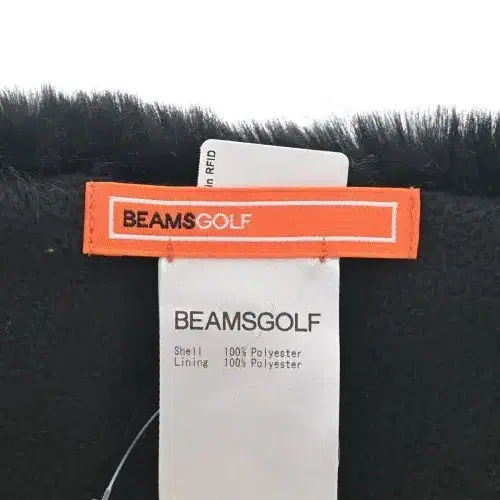 in RFID
BEAMSGOLF
BEAMSGOLF
Shell 100% Polyester
Lining 100% Polyester